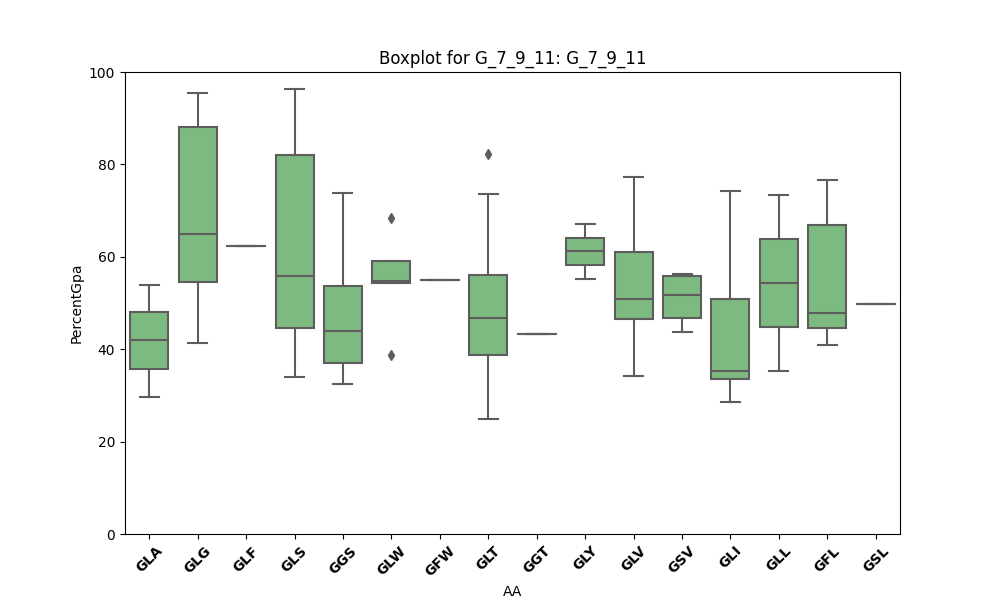 Boxplot for G_7_9_11: G_7_9_11
100
80
60
40
20
0
PercentGpa
GLA GLG GLF GLS GGS GLW GFW GLT GGT GLY GLV GSV GLI GLL GFL GSL
AA